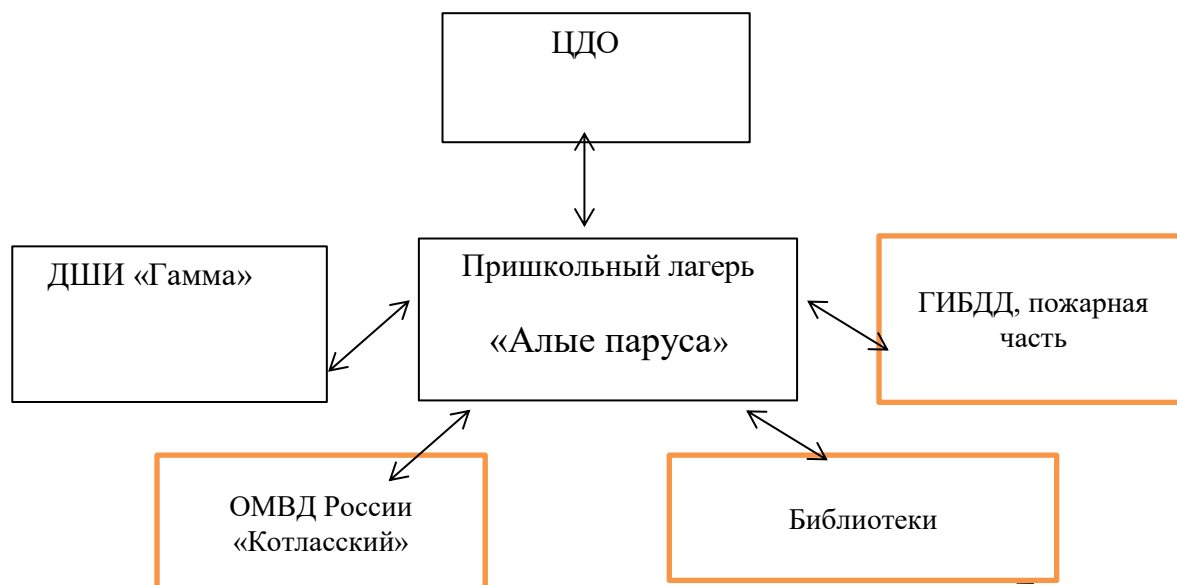 ЦДО
ДШИ «Гамма»
Пришкольный лагерь
«Алые паруса»
ГИБДД, пожарная
часть
ОМВД России
«Котласский»
Библиотеки